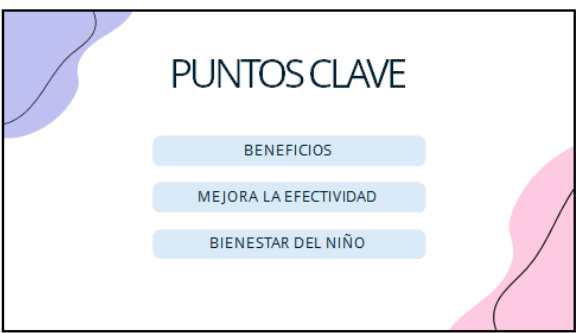 PUNTOS CLAVE
BENEFICIOS
MEJORA LA EFECTIVIDAD
BIENESTAR DEL NIÑO